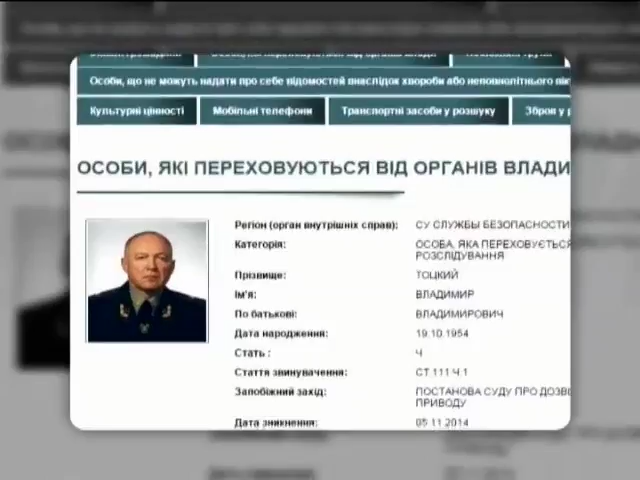 Особи, що не можуть надати про себе відомостей внаслідок хвороби або неповнолітнього вік
Культурні цінності
Мобільні телефони
Транспортні засоби у розшуку
Зброя у р
ОСОБИ, ЯКІ ПЕРЕХОВУЮТЬСЯ ВІД ОРГАНІВ ВЛАДИ
Регіон (орган внутрішніх справ): СУ СЛУЖБЫ БЕЗОПАСНОСТИ
Категорія: ОСОБА, ЯКА ПЕРЕХОВУЄТЬСЯ
РОЗСЛІДУВАННЯ
Прізвище: ТОЦКИЙ
Ім'я: ВЛАДИМИР
По батькові: ВЛАДИМИРОВИЧ
Дата народження: 19.10.1954
Стать : Ч
Стаття звинувачення: СТ.111 Ч.1
Запобіжний захід: ПОСТАНОВА СУДУ ПРО ДОЗВО
ПРИВОДУ
Дата зникнення: 05.11.2014